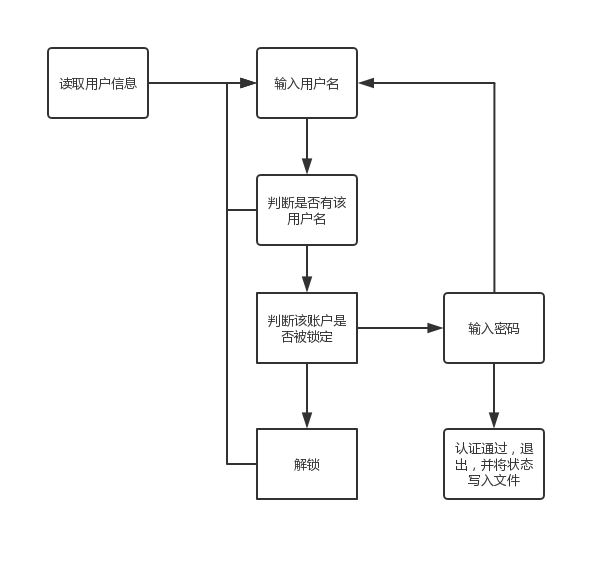 读取用户信息
输入用户名
判断是否有该
用户名
判断该账户是
否被锁定
输入密码
解锁
认证通过，退
出，并将状态
写入文件